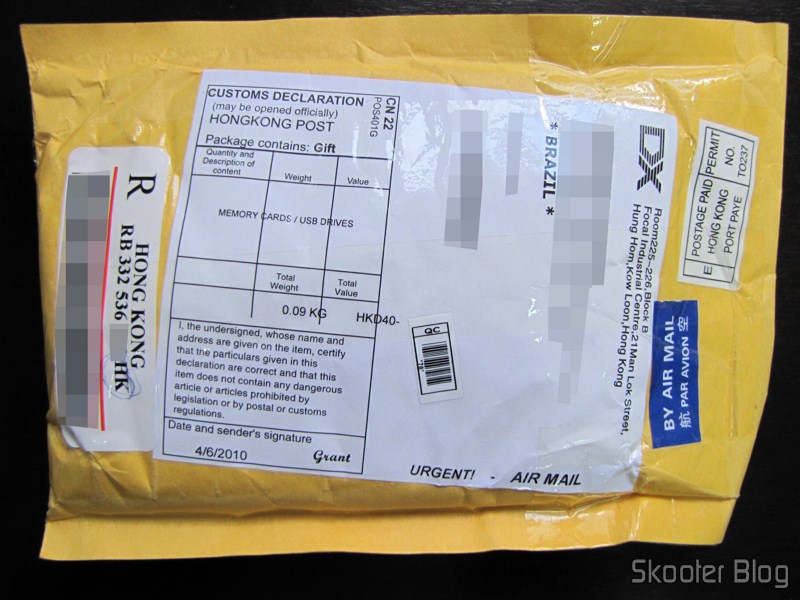 CUSTOMS DECLARATION
(may be opened officially)
HONGKONG POST
CN 22
POS401G
Package contains: Gift
Quantity and
Description of
content
Weight
Value
MEMORY CARDS / USB DRIVES
Total
Weight
Total
Value
0.09 KG
HKD40-
I, the undersigned, whose name and
address are given on the item, certify
that the particulars given in this
declaration are correct and that this
item does not contain any dangerous
article or articles prohibited by
legislation or by postal or customs
regulations.
Date and sender's signature
4/6/2010
Grant
R
HONG KONG
RB 332 536
HK
* BRAZIL *
DX
Room225-226,Block B
Focal Industrial Centre,21Man Lok Street,
Hung Hom,Kow Loon,Hong Kong
QC
URGENT! - AIR MAIL
E
POSTAGE PAID
HONG KONG
PORT PAYE
PERMIT
NO.
TO237
BY AIR MAIL
航 PAR AVION 空
Skooter Blog